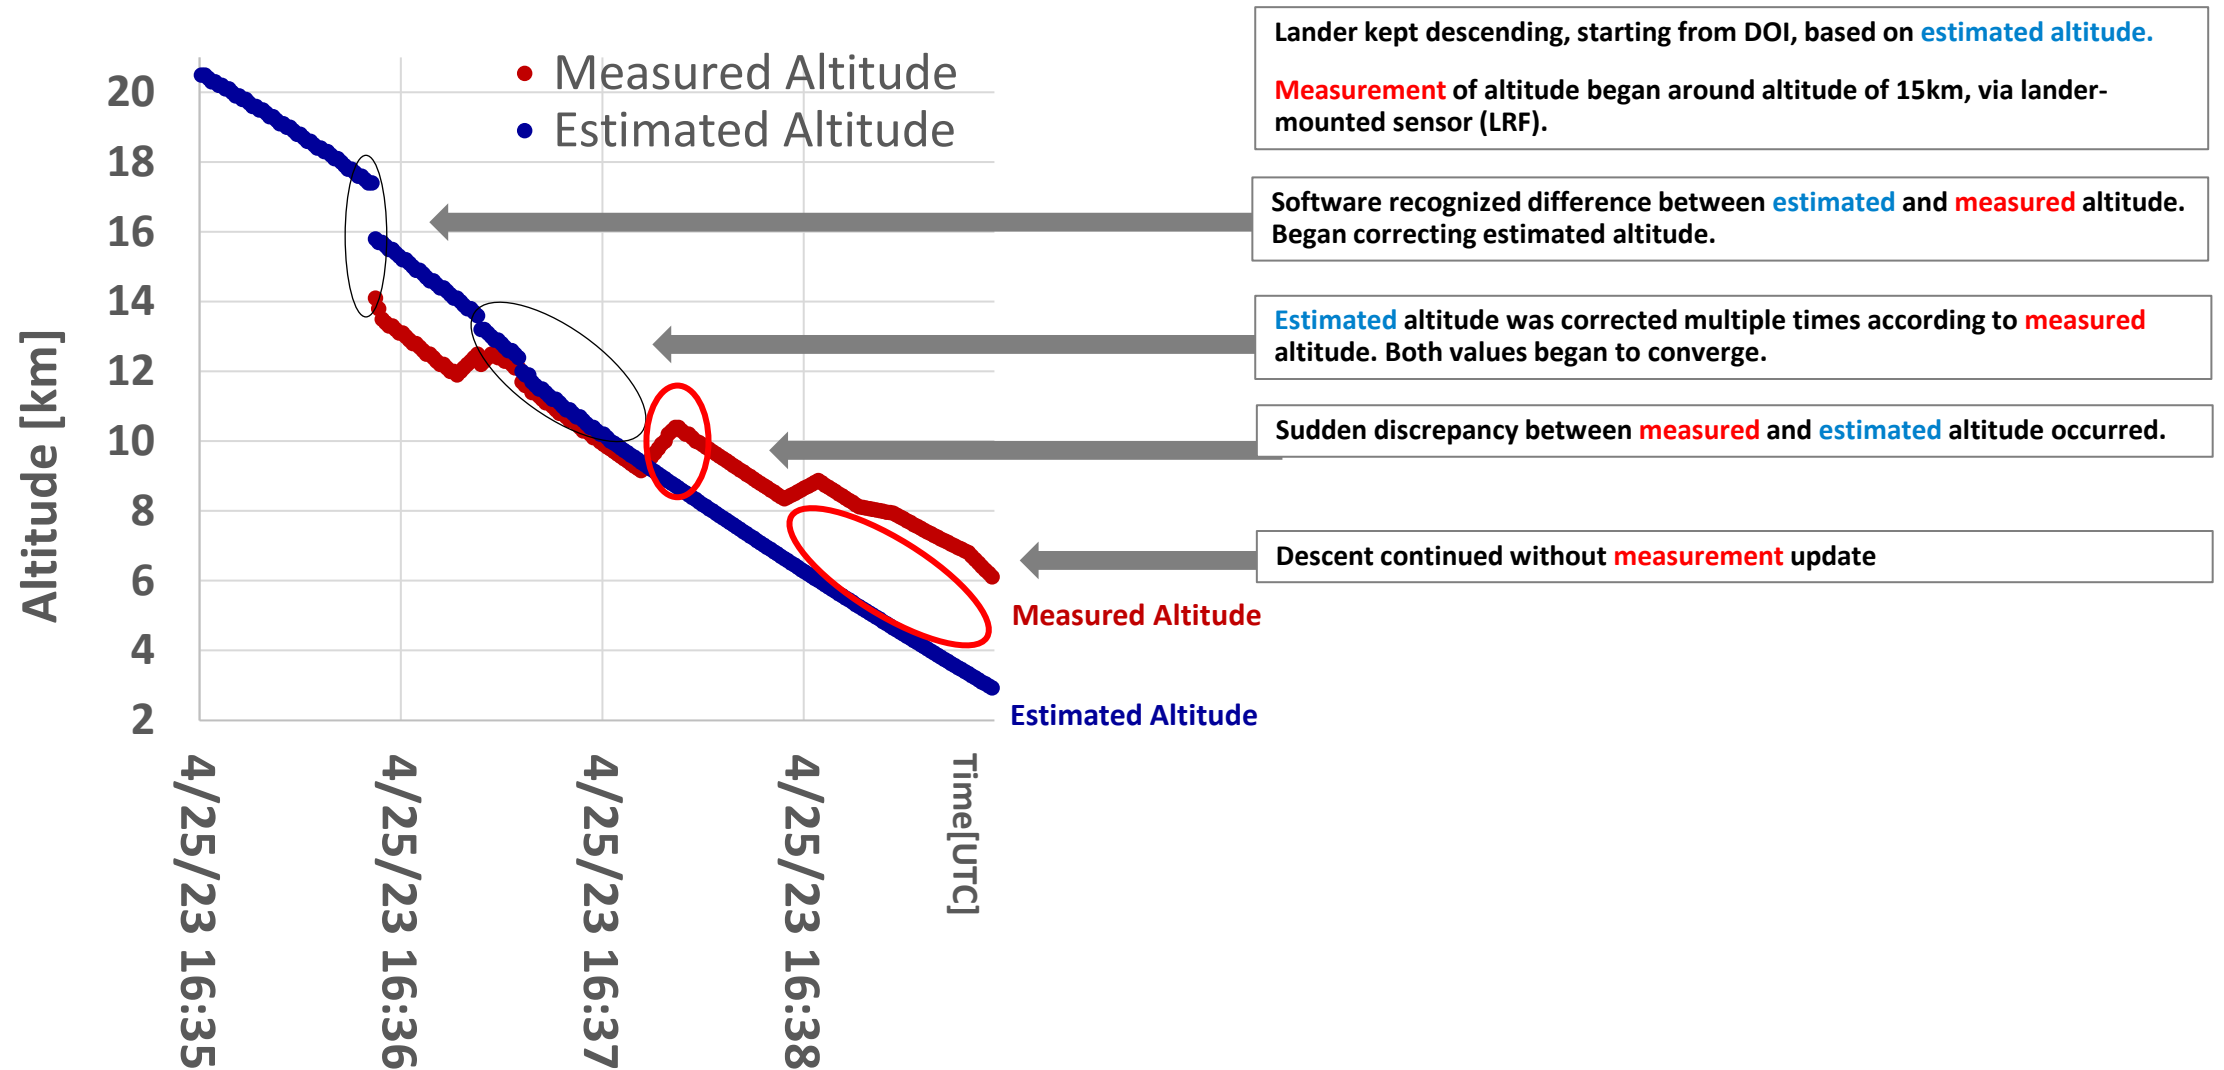 Measured Altitude
Estimated Altitude
20
18
16
14
12
10
8
6
4
2
Altitude [km]
4/25/23 16:35
4/25/23 16:36
4/25/23 16:37
4/25/23 16:38
Time[UTC]
Measured Altitude
Estimated Altitude
Lander kept descending, starting from DOI, based on estimated altitude.
Measurement of altitude began around altitude of 15km, via lander-
mounted sensor (LRF).
Software recognized difference between estimated and measured altitude.
Began correcting estimated altitude.
Estimated altitude was corrected multiple times according to measured
altitude. Both values began to converge.
Sudden discrepancy between measured and estimated altitude occurred.
Descent continued without measurement update